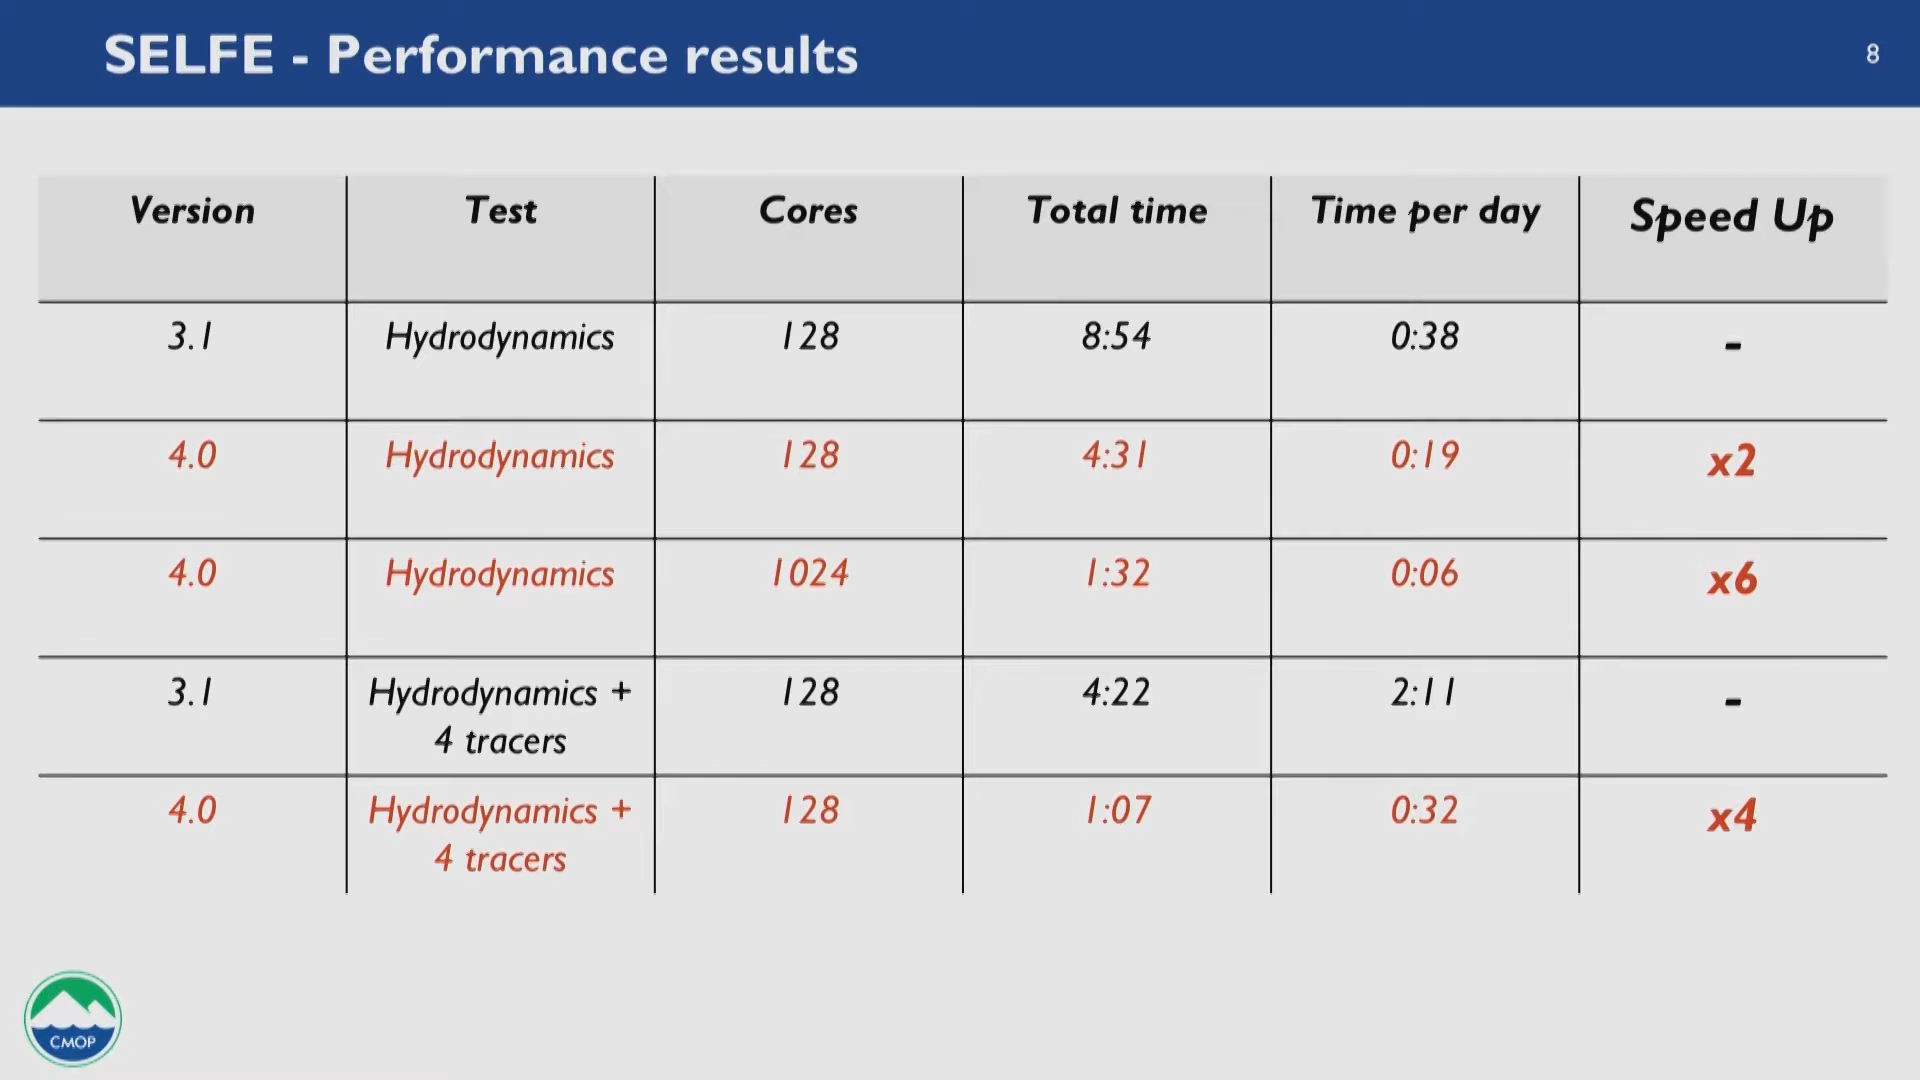 SELFE - Performance results
8
Version Test Cores Total time Time per day Speed Up
3.1 Hydrodynamics 128 8:54 0:38 -
4.0 Hydrodynamics 128 4:31 0:19 x2
4.0 Hydrodynamics 1024 1:32 0:06 x6
3.1 Hydrodynamics + 128 4:22 2:11 -
4 tracers
4.0 Hydrodynamics + 128 1:07 0:32 x4
4 tracers
CMOP